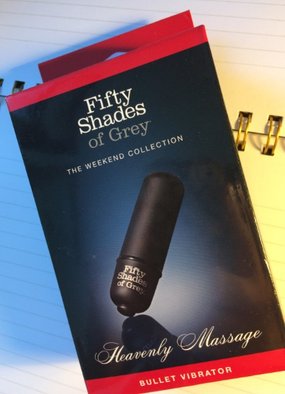 Fifty
Shades
of Grey
THE WEEKEND COLLECTION
Fifty
Shades
of Grey
Heavenly Massage
BULLET VIBRATOR